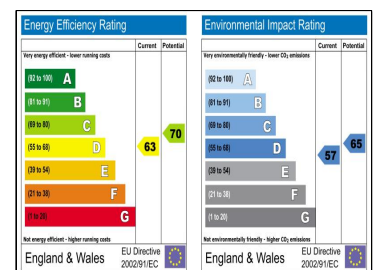 Energy Efficiency Rating
Current Potential
Very energy efficient - lower running costs
(92 to 100) A
(81 to 91) B
(69 to 80) C
(55 to 68) D
(39 to 54) E
(21 to 38) F
(1 to 20) G
63
70
Not energy efficient - higher running costs
England & Wales
EU Directive
2002/91/EC
Environmental Impact Rating
Current Potential
Very environmentally friendly - lower CO₂ emissions
(92 to 100) A
(81 to 91) B
(69 to 80) C
(55 to 68) D
(39 to 54) E
(21 to 38) F
(1 to 20) G
57
65
Not environmentally friendly - higher CO₂ emissions
England & Wales
EU Directive
2002/91/EC